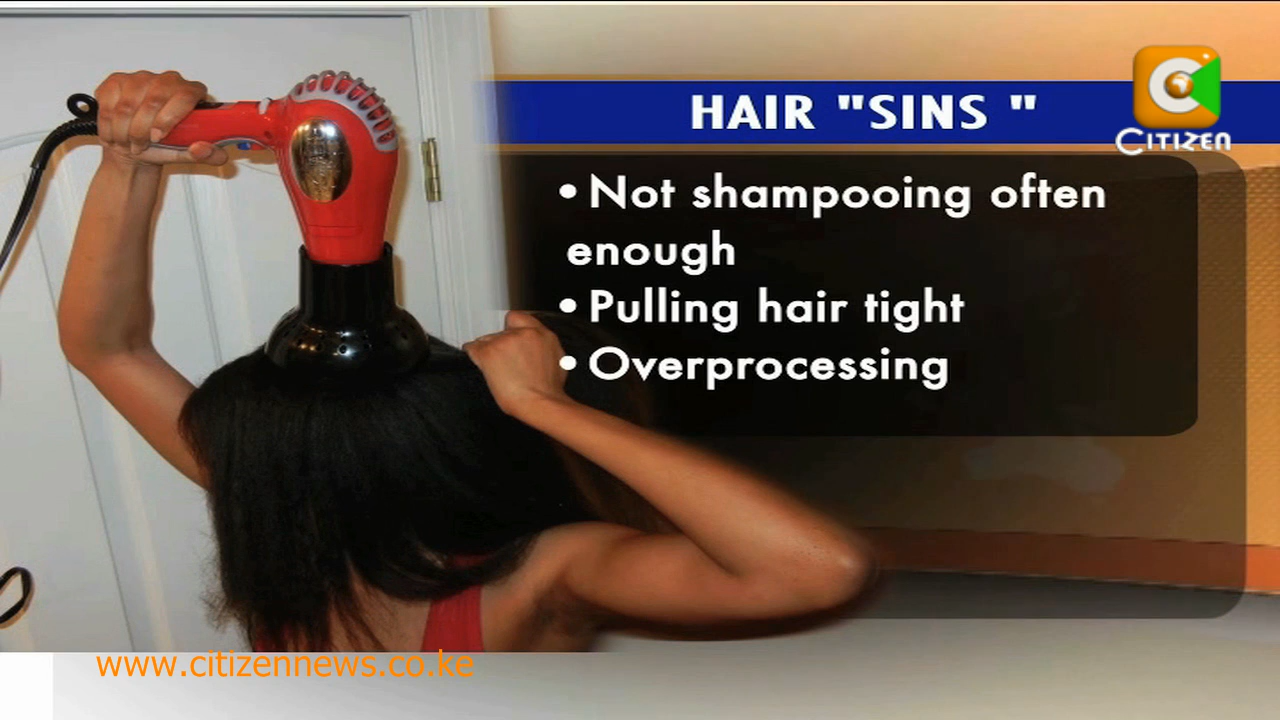 HAIR "SINS "
CITIZEN
•Not shampooing often
enough
•Pulling hair tight
•Overprocessing
www.citizennews.co.ke